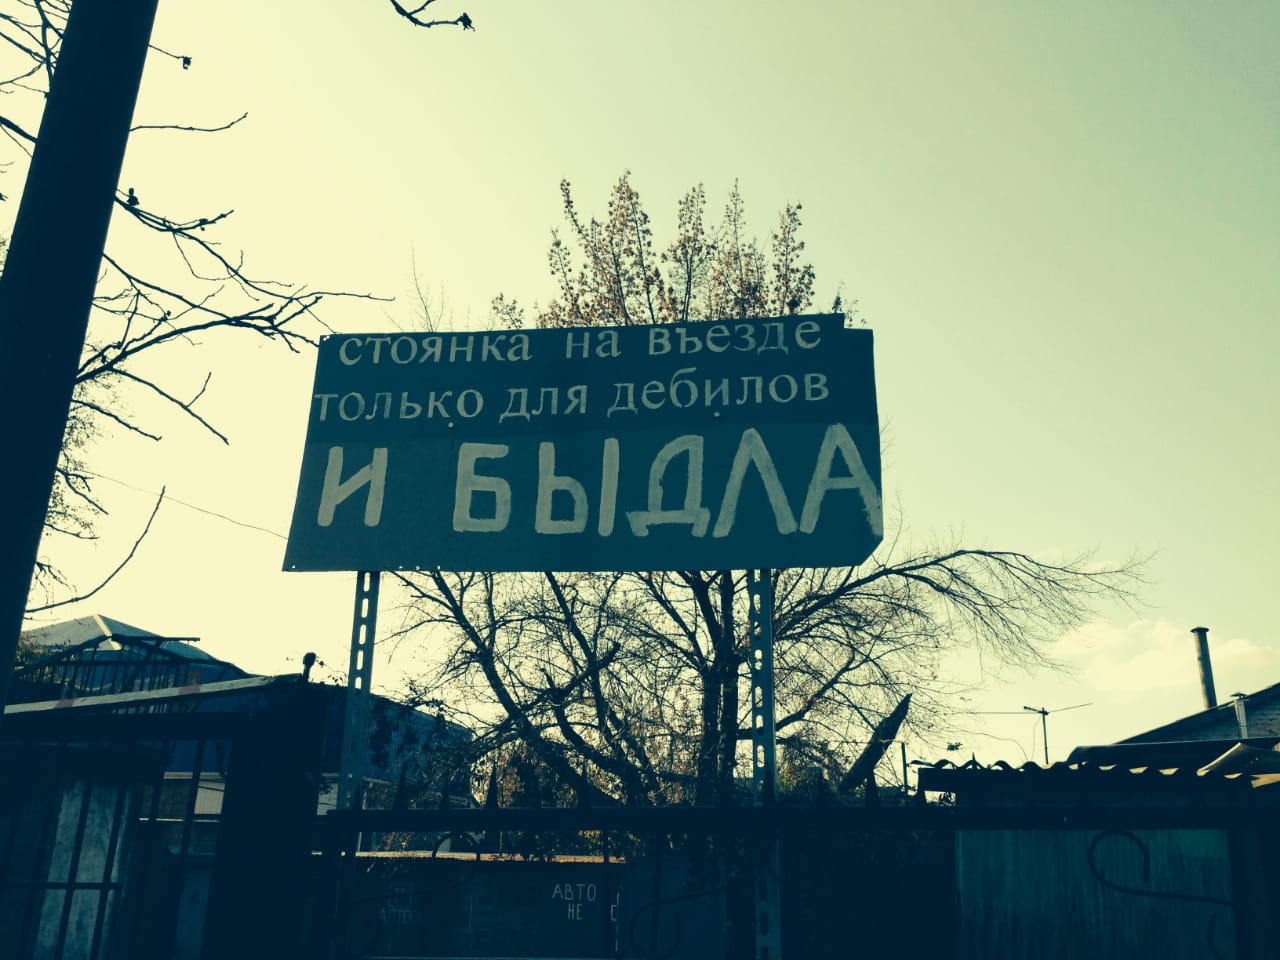 стоянка на въезде
только для дебилов
И БЫДЛА
АВТО
НЕ